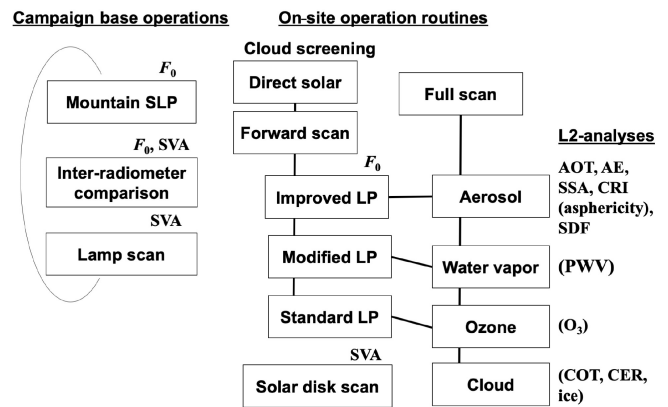 Campaign base operations
F0
Mountain SLP
F0, SVA
Inter-radiometer
comparison
SVA
Lamp scan
On-site operation routines
Cloud screening
Direct solar
Forward scan
F0
Improved LP
Modified LP
Standard LP
SVA
Solar disk scan
Full scan
Aerosol
Water vapor
Ozone
Cloud
L2-analyses
AOT, AE,
SSA, CRI
(asphericity),
SDF
(PWV)
(O3)
(COT, CER,
ice)